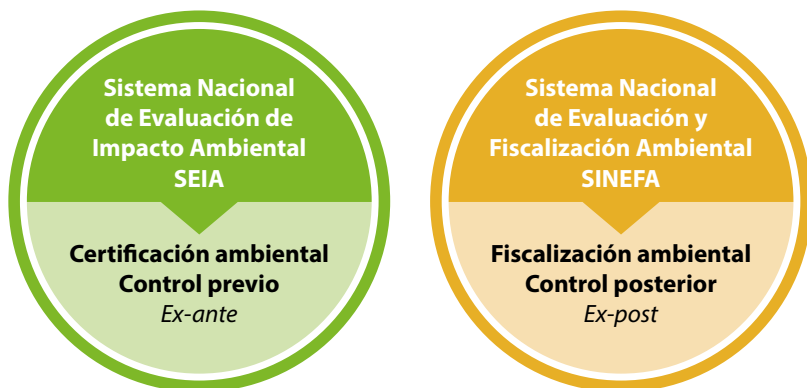 Sistema Nacional
de Evaluación de
Impacto Ambiental
SEIA
Certificación ambiental
Control previo
Ex-ante
Sistema Nacional
de Evaluación y
Fiscalización Ambiental
SINEFA
Fiscalización ambiental
Control posterior
Ex-post